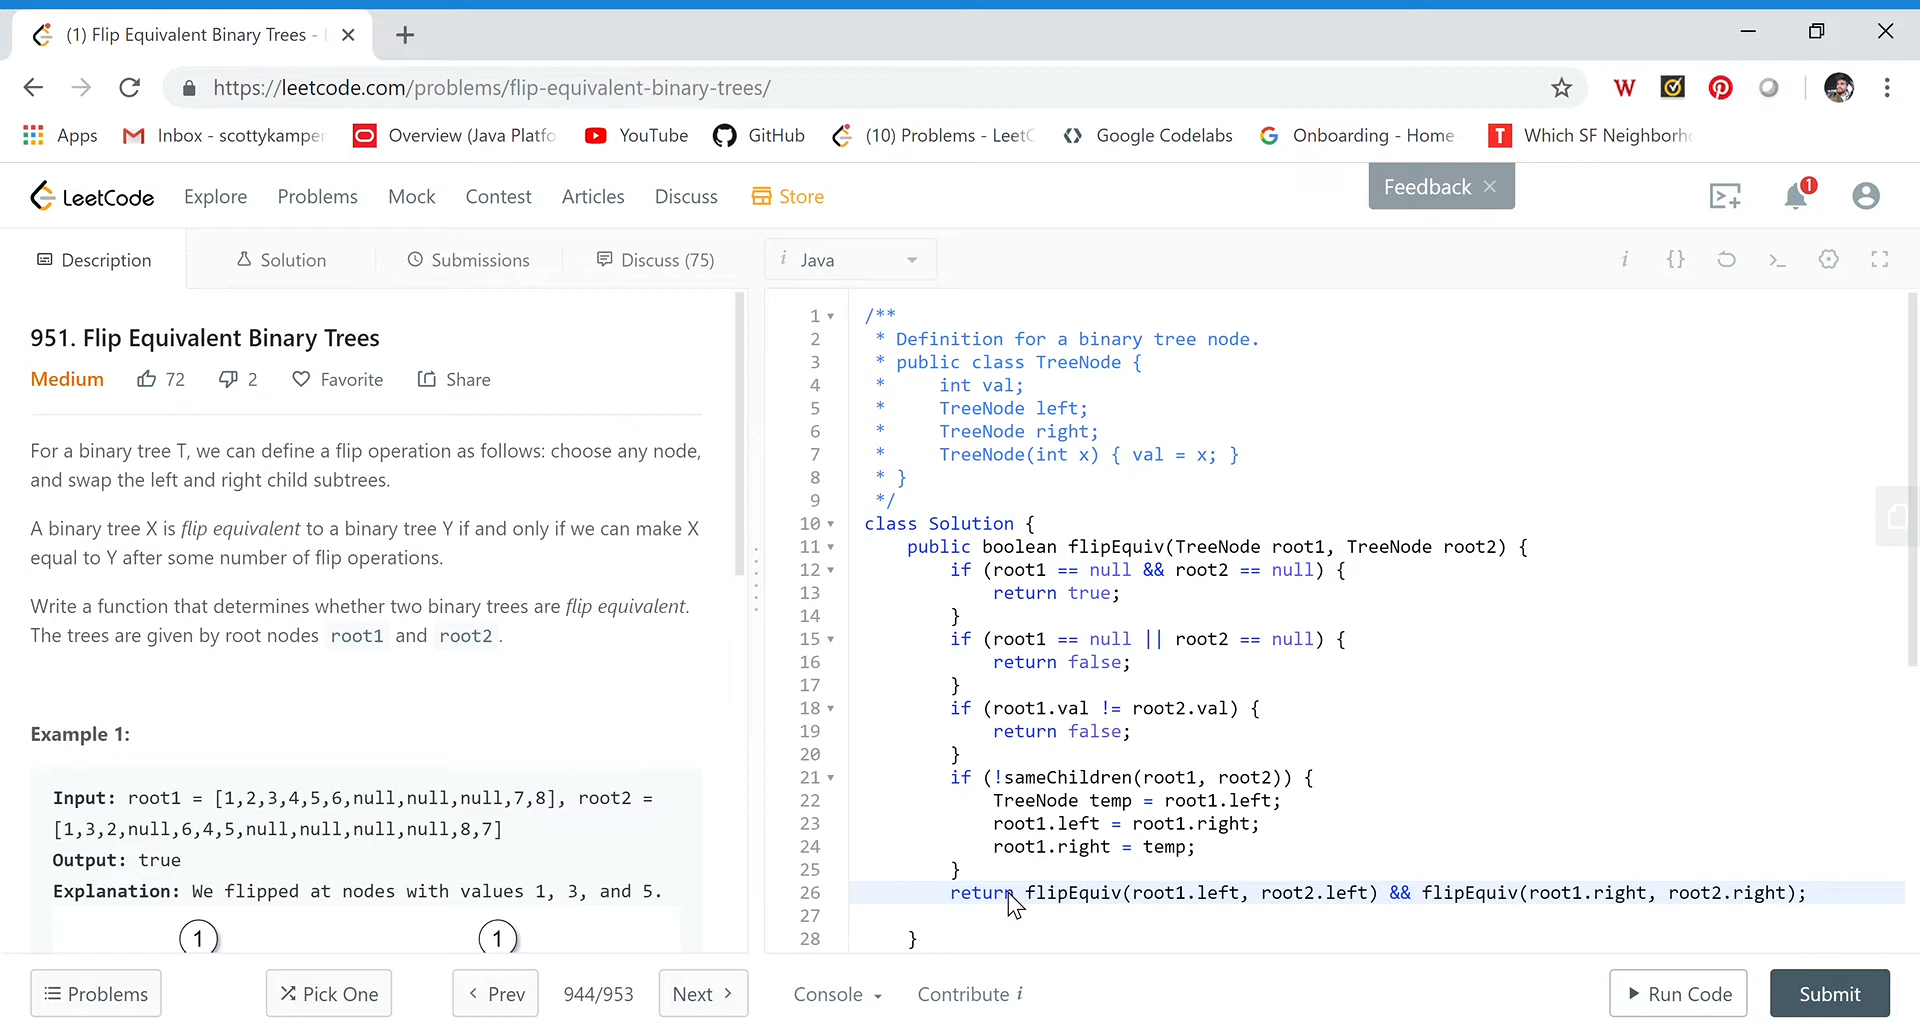 (1) Flip Equivalent Binary Trees -
https://leetcode.com/problems/flip-equivalent-binary-trees/
Apps
Inbox - scottykamper
Overview (Java Platfo
YouTube
GitHub
(10) Problems - LeetC
Google Codelabs
Onboarding - Home
Which SF Neighborho
LeetCode
Explore
Problems
Mock
Contest
Articles
Discuss
Store
Feedback
1
Description
Solution
Submissions
Discuss (75)
i Java
951. Flip Equivalent Binary Trees
Medium
72
2
Favorite
Share
For a binary tree T, we can define a flip operation as follows: choose any node,
and swap the left and right child subtrees.
A binary tree X is flip equivalent to a binary tree Y if and only if we can make X
equal to Y after some number of flip operations.
Write a function that determines whether two binary trees are flip equivalent.
The trees are given by root nodes root1 and root2.
Example 1:
Input: root1 = [1,2,3,4,5,6,null,null,null,7,8], root2 =
[1,3,2,null,6,4,5,null,null,null,null,8,7]
Output: true
Explanation: We flipped at nodes with values 1, 3, and 5.
1 1
1 /**
2 * Definition for a binary tree node.
3 * public class TreeNode {
4 * int val;
5 * TreeNode left;
6 * TreeNode right;
7 * TreeNode(int x) { val = x; }
8 * }
9 */
10 class Solution {
11 public boolean flipEquiv(TreeNode root1, TreeNode root2) {
12 if (root1 == null && root2 == null) {
13 return true;
14 }
15 if (root1 == null || root2 == null) {
16 return false;
17 }
18 if (root1.val != root2.val) {
19 return false;
20 }
21 if (!sameChildren(root1, root2)) {
22 TreeNode temp = root1.left;
23 root1.left = root1.right;
24 root1.right = temp;
25 }
26 return flipEquiv(root1.left, root2.left) && flipEquiv(root1.right, root2.right);
27
28 }
Problems
Pick One
Prev
944/953
Next
Console
Contribute i
Run Code
Submit